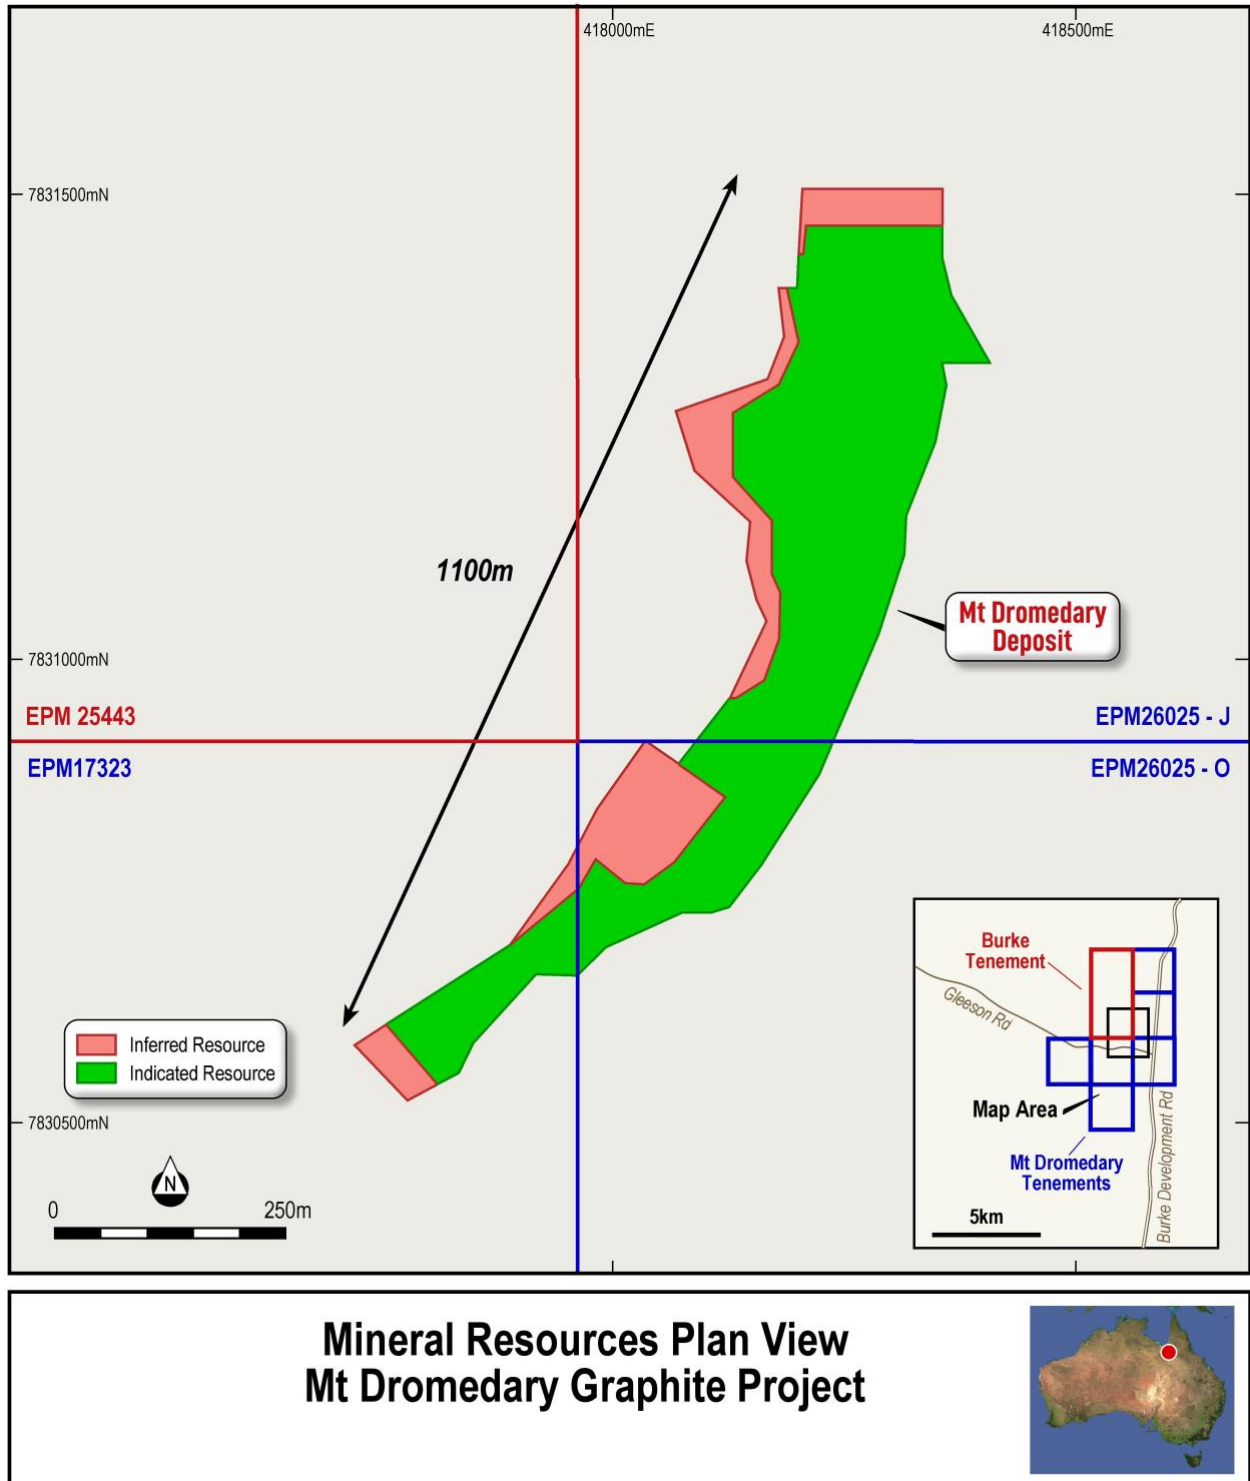 418000mE
418500mE
7831500mN
1100m
Mt Dromedary
Deposit
7831000mN
EPM 25443
EPM26025 - J
EPM17323
EPM26025 - O
Burke
Tenement
Gleeson Rd
Inferred Resource
Indicated Resource
Map Area
Burke Development Rd
7830500mN
Mt Dromedary
Tenements
N
0
250m
5km
Mineral Resources Plan View
Mt Dromedary Graphite Project